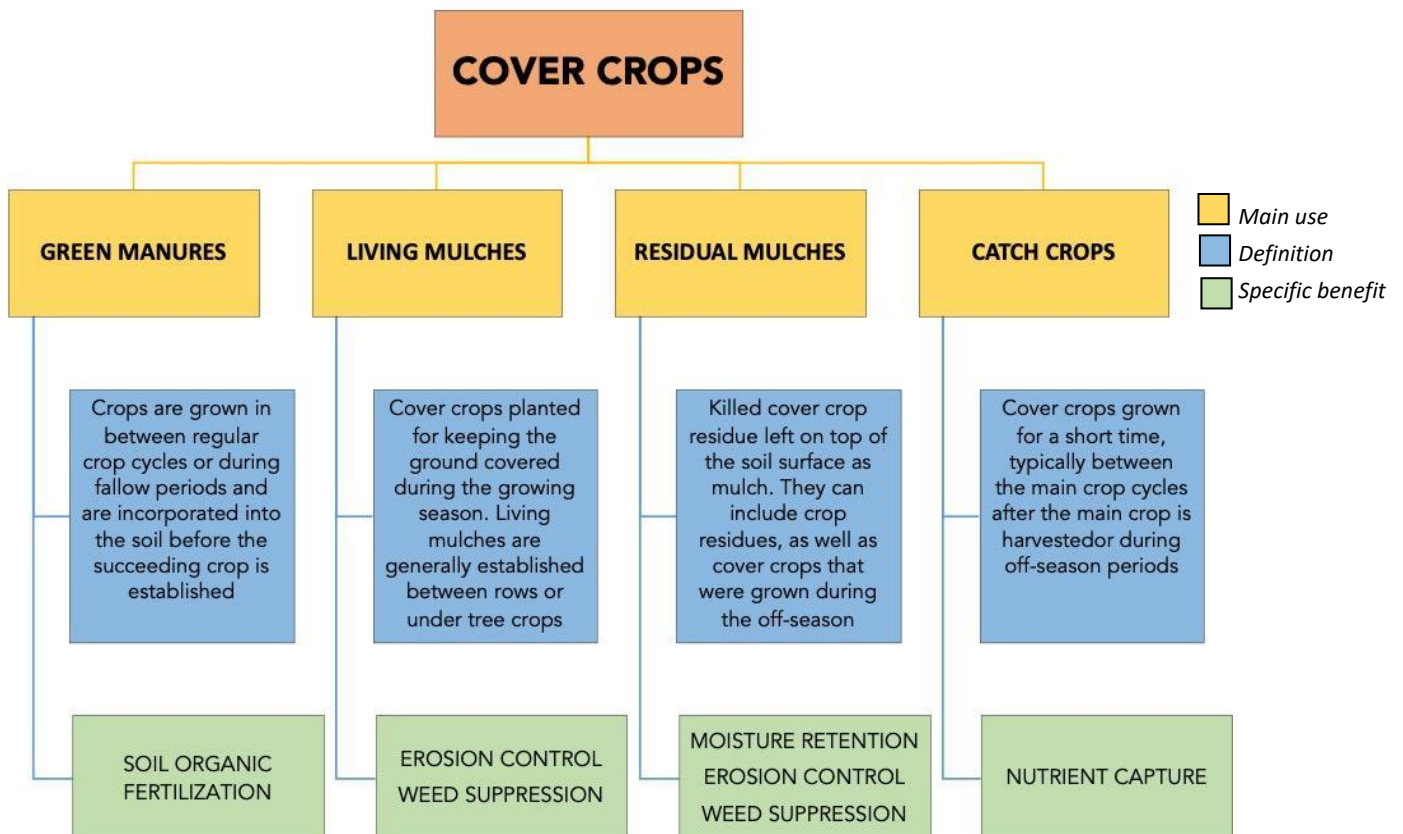 COVER CROPS
GREEN MANURES
LIVING MULCHES
RESIDUAL MULCHES
CATCH CROPS
Main use
Definition
Specific benefit
Crops are grown in
between regular
crop cycles or during
fallow periods and
are incorporated into
the soil before the
succeeding crop is
established
Cover crops planted
for keeping the
ground covered
during the growing
season. Living
mulches are
generally established
between rows or
under tree crops
Killed cover crop
residue left on top of
the soil surface as
mulch. They can
include crop
residues, as well as
cover crops that
were grown during
the off-season
Cover crops grown
for a short time,
typically between
the main crop cycles
after the main crop is
harvestedor during
off-season periods
SOIL ORGANIC
FERTILIZATION
EROSION CONTROL
WEED SUPPRESSION
MOISTURE RETENTION
EROSION CONTROL
WEED SUPPRESSION
NUTRIENT CAPTURE